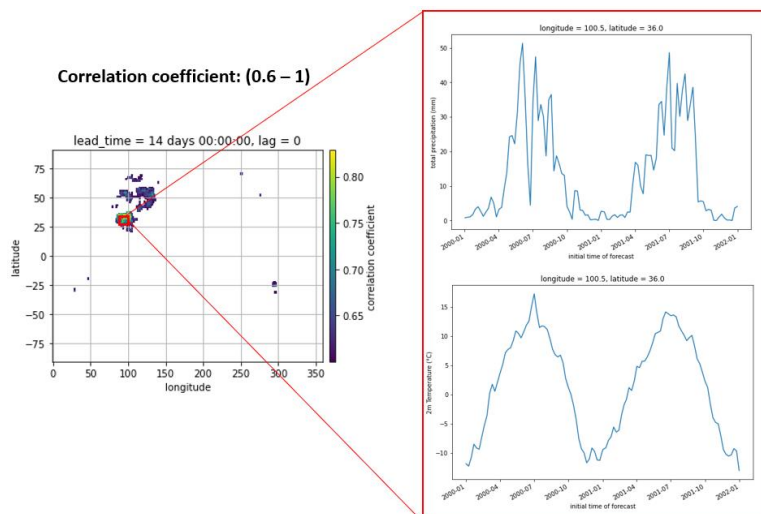 Correlation coefficient: (0.6 – 1)
lead_time = 14 days 00:00:00, lag = 0
75
50
25
0
−25
−50
−75
latitude
0 50 100 150 200 250 300 350
longitude
0.80
0.75
0.70
0.65
correlation coefficient
longitude = 100.5, latitude = 36.0
50
40
30
20
10
0
total precipitation (mm)
2000-01 2000-04 2000-07 2000-10 2001-01 2001-04 2001-07 2001-10 2002-01
initial time of forecast
longitude = 100.5, latitude = 36.0
15
10
5
0
−5
−10
2m Temperature (°C)
2000-01 2000-04 2000-07 2000-10 2001-01 2001-04 2001-07 2001-10 2002-01
initial time of forecast